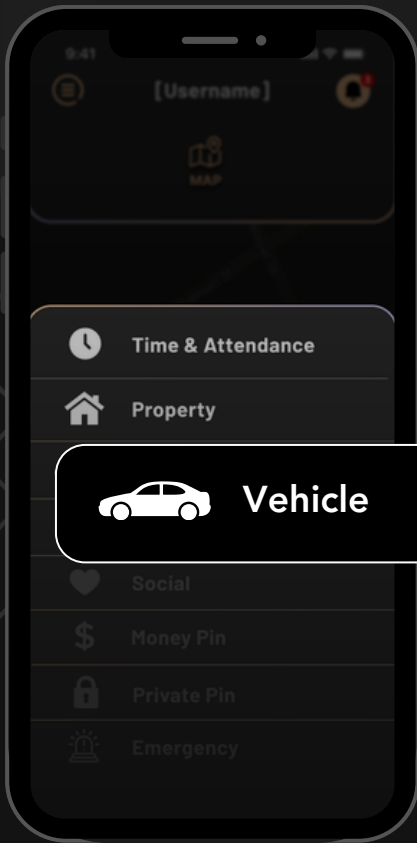 9:41
[Username]
MAP
Time & Attendance
Property
Vehicle
Social
Money Pin
Private Pin
Emergency